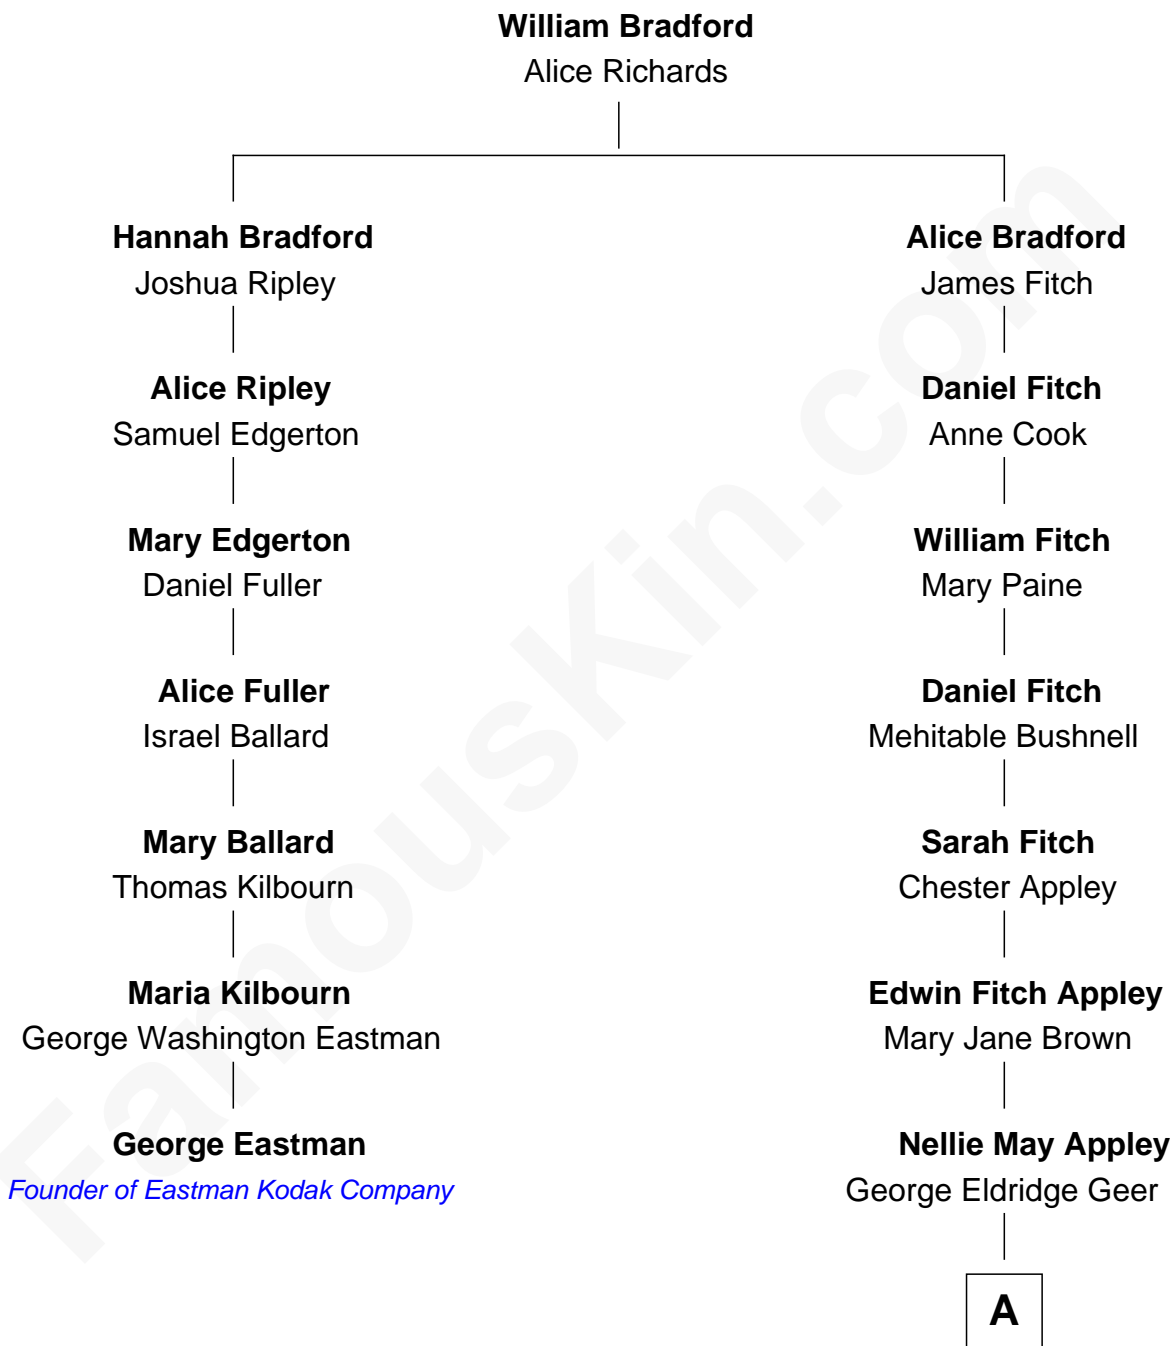 William Bradford
Alice Richards
Hannah Bradford
Joshua Ripley
Alice Ripley
Samuel Edgerton
Mary Edgerton
Daniel Fuller
Alice Fuller
Israel Ballard
Mary Ballard
Thomas Kilbourn
Maria Kilbourn
George Washington Eastman
George Eastman
Founder of Eastman Kodak Company
Alice Bradford
James Fitch
Daniel Fitch
Anne Cook
William Fitch
Mary Paine
Daniel Fitch
Mehitable Bushnell
Sarah Fitch
Chester Appley
Edwin Fitch Appley
Mary Jane Brown
Nellie May Appley
George Eldridge Geer
A
FamousKin.com